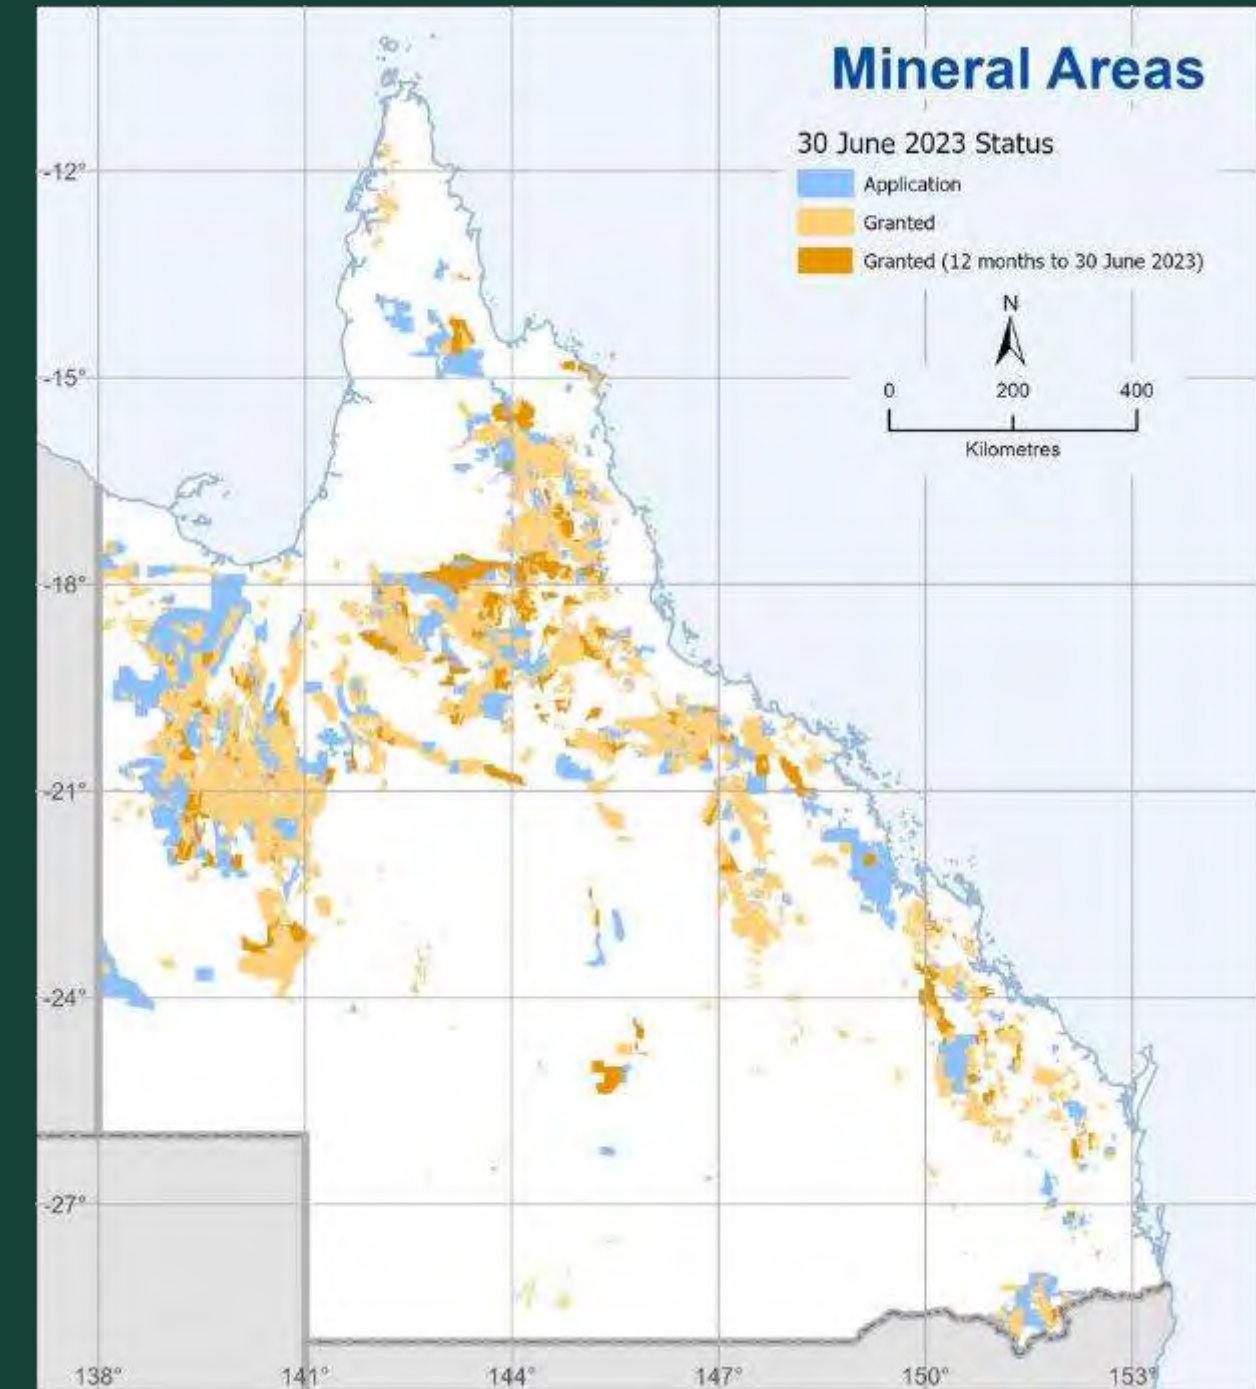 Mineral Areas
30 June 2023 Status
Application
Granted
Granted (12 months to 30 June 2023)
N
0 200 400
Kilometres
-12°
-15°
-18°
-21°
-24°
-27°
138° 141° 144° 147° 150° 153°